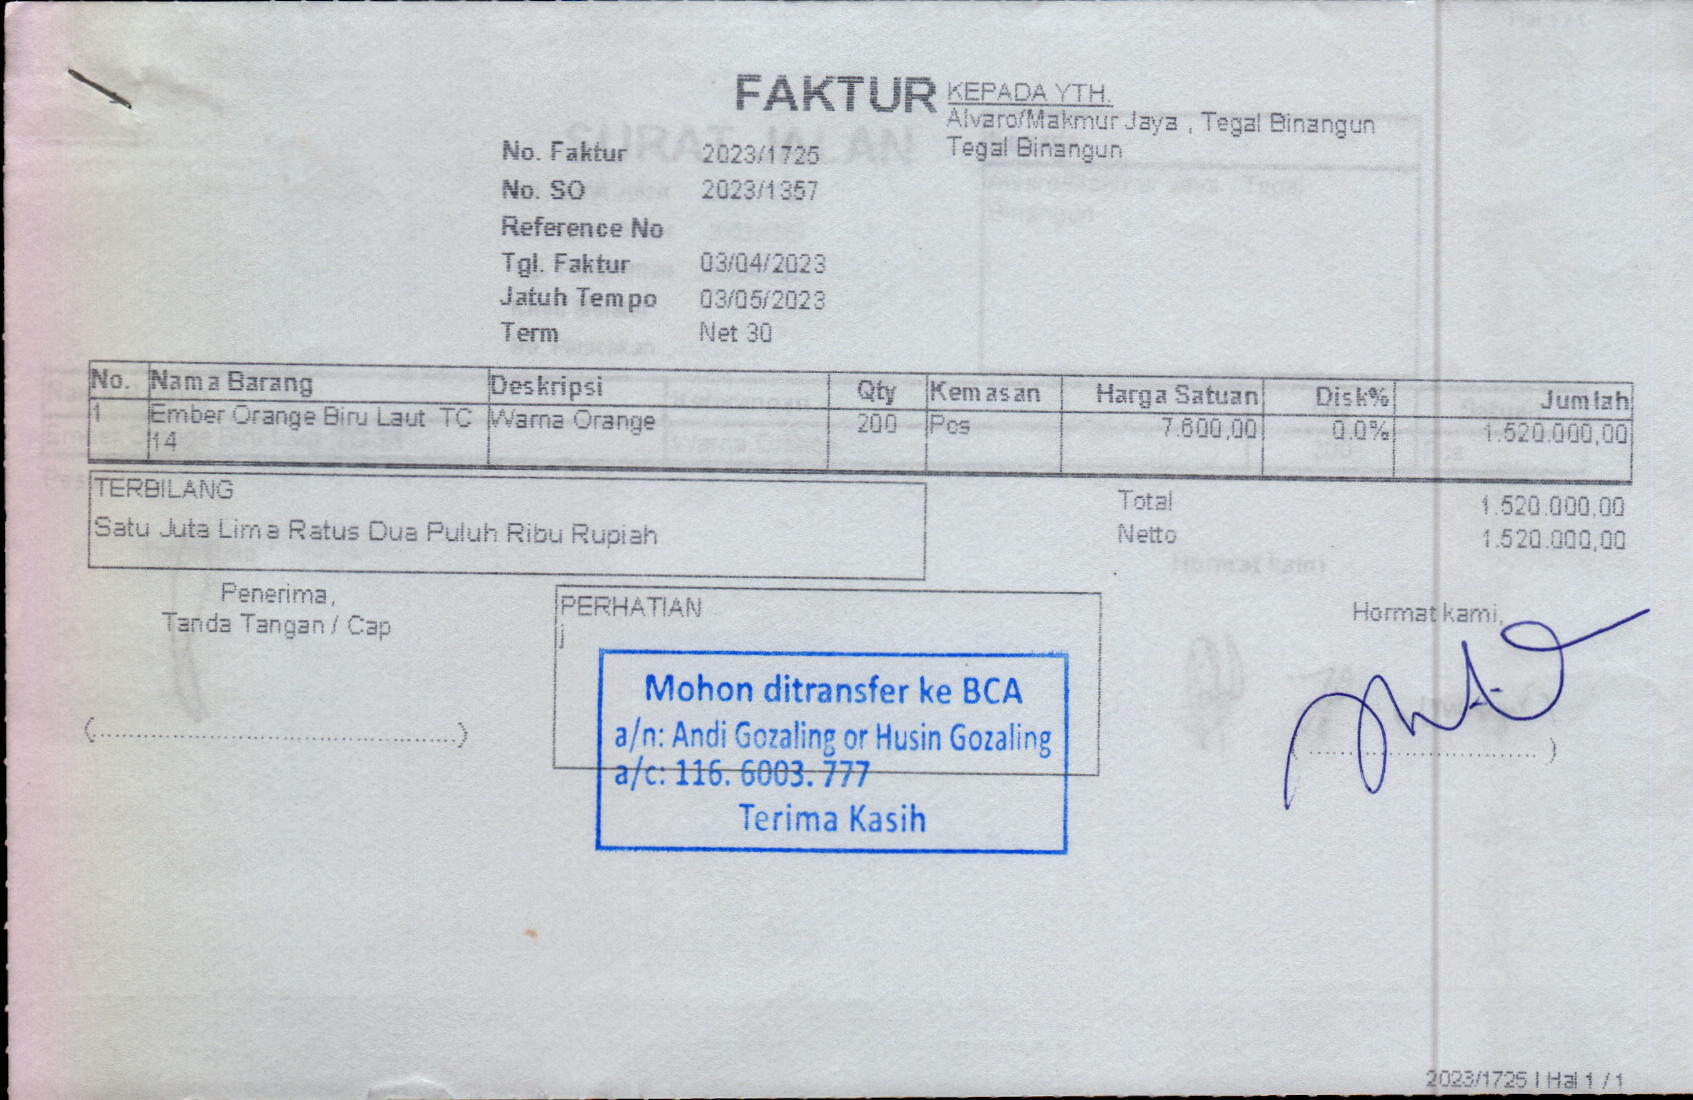 FAKTUR
KEPADA YTH.
Alvaro/Makmur Jaya , Tegal Binangun
Tegal Binangun
No. Faktur 2023/1725
No. SO 2023/1357
Reference No
Tgl. Faktur 03/04/2023
Jatuh Tempo 03/05/2023
Term Net 30
No. Nama Barang Deskripsi Qty Kemasan Harga Satuan Disk% Jumlah
1 Ember Orange Biru Laut TC Warna Orange 200 Pcs 7.600,00 0.0% 1.520.000,00
14
TERBILANG
Satu Juta Lima Ratus Dua Puluh Ribu Rupiah
Total 1.520.000,00
Netto 1.520.000,00
Penerima,
Tanda Tangan / Cap
PERHATIAN
j
Mohon ditransfer ke BCA
a/n: Andi Gozaling or Husin Gozaling
a/c: 116. 6003. 777
Terima Kasih
Hormat kami,
2023/1725 | Hal 1 / 1